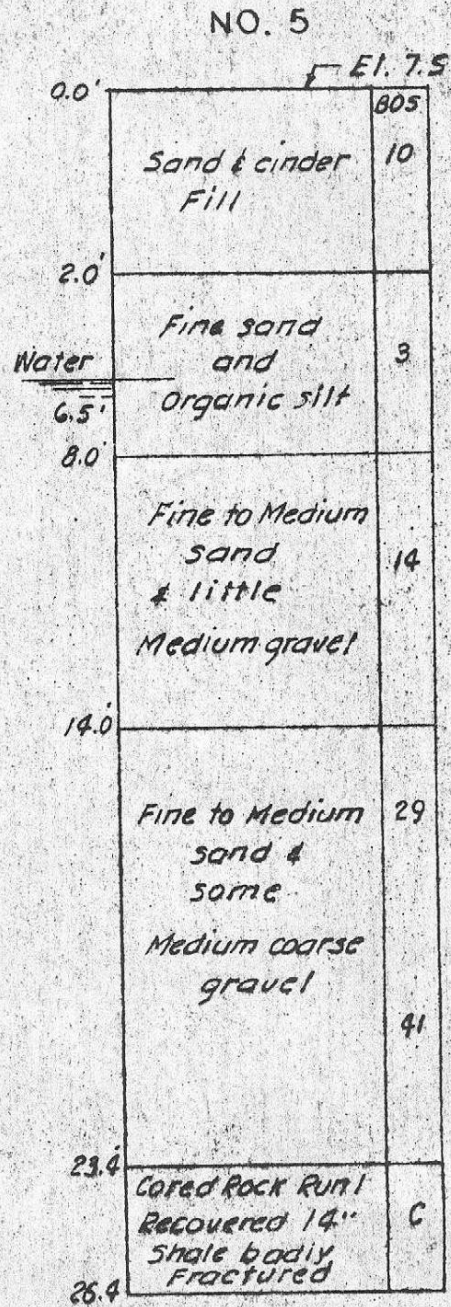 NO. 5
El. 7.5
0.0'
BOS
Sand & cinder
Fill
10
2.0'
Fine sand
and
Organic silt
3
Water
6.5'
8.0'
Fine to Medium
sand
& little
Medium gravel
14
14.0
Fine to Medium
sand &
some
Medium coarse
gravel
29
41
23.4
Cored Rock Run 1
Recovered 14"
Shale badly
Fractured
C
26.4